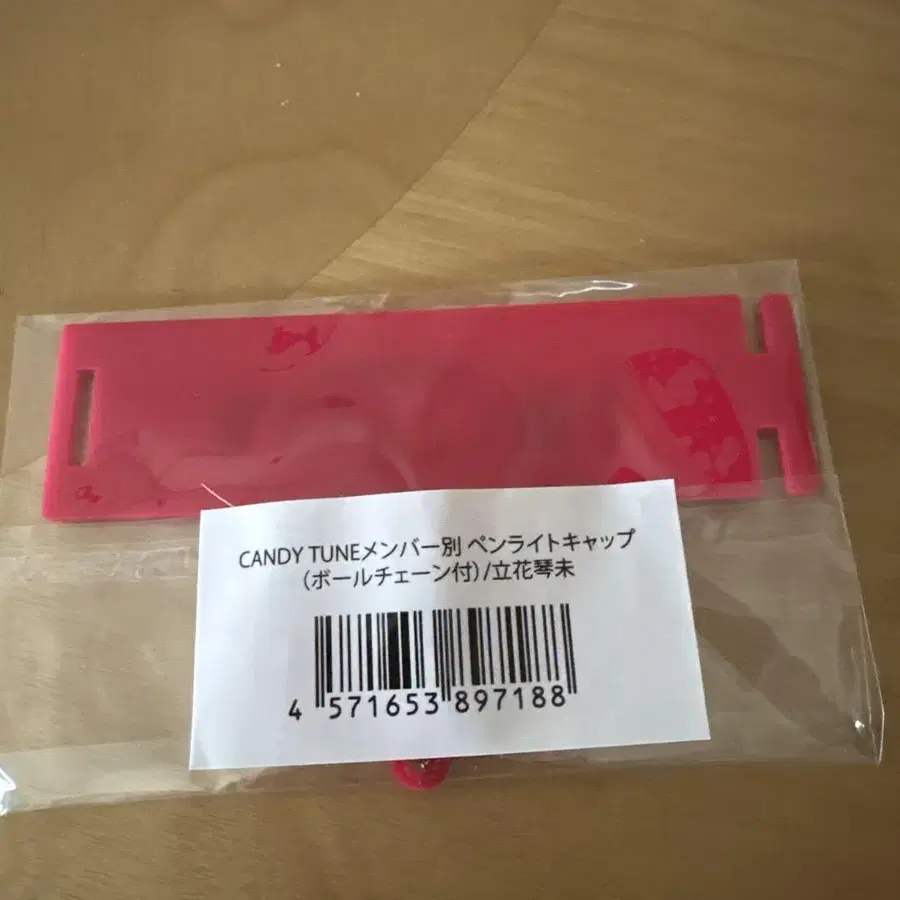 CANDY TUNEメンバー別 ペンライトキャップ
(ボールチェーン付)/立花琴未
4 571653 897188